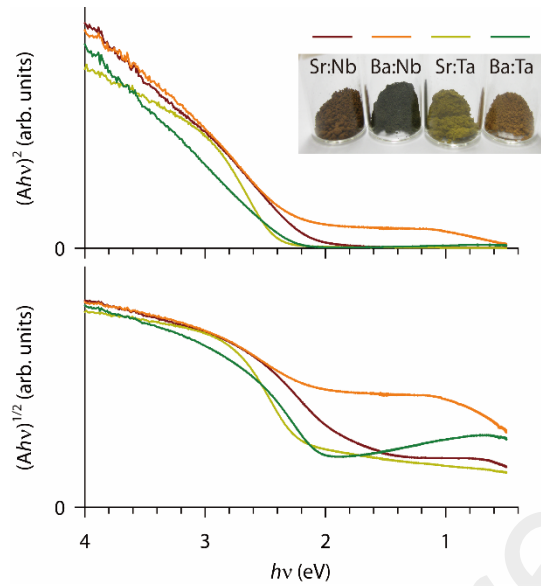 Sr:Nb Ba:Nb Sr:Ta Ba:Ta
(Ahν)²  (arb. units)
0
(Ahν)¹/² (arb. units)
0
4 3 2 1
hν (eV)